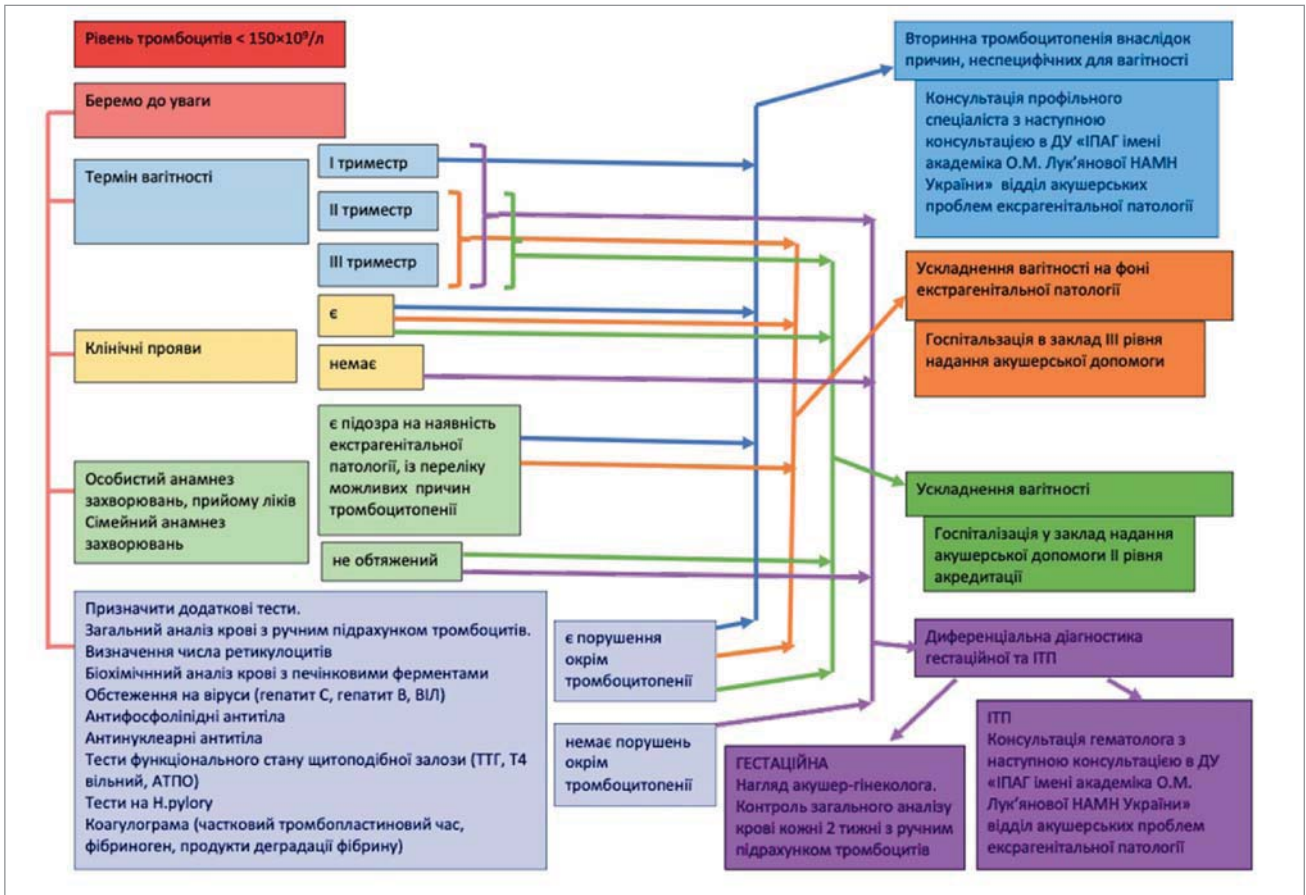 Рівень тромбоцитів < 150×10⁹/л
Беремо до уваги
Термін вагітності
І триместр
ІІ триместр
ІІІ триместр
Клінічні прояви
є
немає
Особистий анамнез
захворювань, прийому ліків
Сімейний анамнез
захворювань
є підозра на наявність
екстрагенітальної
патології, із переліку
можливих причин
тромбоцитопенії
не обтяжений
Призначити додаткові тести.
Загальний аналіз крові з ручним підрахунком тромбоцитів.
Визначення числа ретикулоцитів
Біохімічнний аналіз крові з печінковими ферментами
Обстеження на віруси (гепатит С, гепатит В, ВІЛ)
Антифосфоліпідні антитіла
Антинуклеарні антитіла
Тести функціонального стану щитоподібної залози (ТТГ, Т4
вільний, АТПО)
Тести на H.pylory
Коагулограма (частковий тромбопластиновий час,
фібриноген, продукти деградації фібрину)
є порушення
окрім
тромбоцитопенії
немає порушень
окрім
тромбоцитопенії
Вторинна тромбоцитопенія внаслідок
причин, неспецифічних для вагітності
Консультація профільного
спеціаліста з наступною
консультацією в ДУ «ІПАГ імені
академіка О.М. Лук’янової НАМН
України» відділ акушерських
проблем ексрагенітальної патології
Ускладнення вагітності на фоні
екстрагенітальної патології
Госпітальзація в заклад ІІІ рівня
надання акушерської допомоги
Ускладнення вагітності
Госпіталізація у заклад надання
акушерської допомоги ІІ рівня
акредитації
Диференціальна діагностика
гестаційної та ІТП
ГЕСТАЦІЙНА
Нагляд акушер-гінеколога.
Контроль загального аналізу
крові кожні 2 тижні з ручним
підрахунком тромбоцитів
ІТП
Консультація гематолога з
наступною консультацією в ДУ
«ІПАГ імені академіка О.М.
Лук’янової НАМН України»
відділ акушерських проблем
ексрагенітальної патології